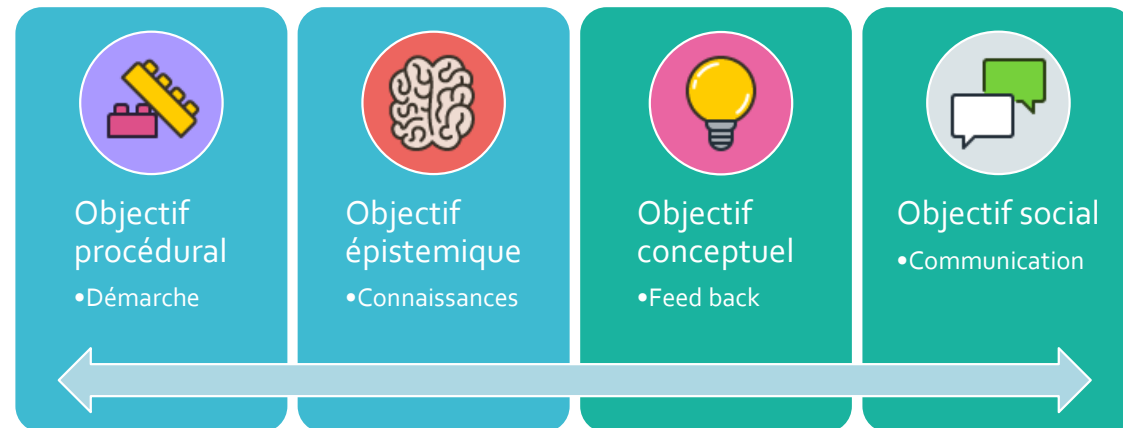 Objectif
procédural
•Démarche
Objectif
épistemique
•Connaissances
Objectif
conceptuel
•Feed back
Objectif social
•Communication